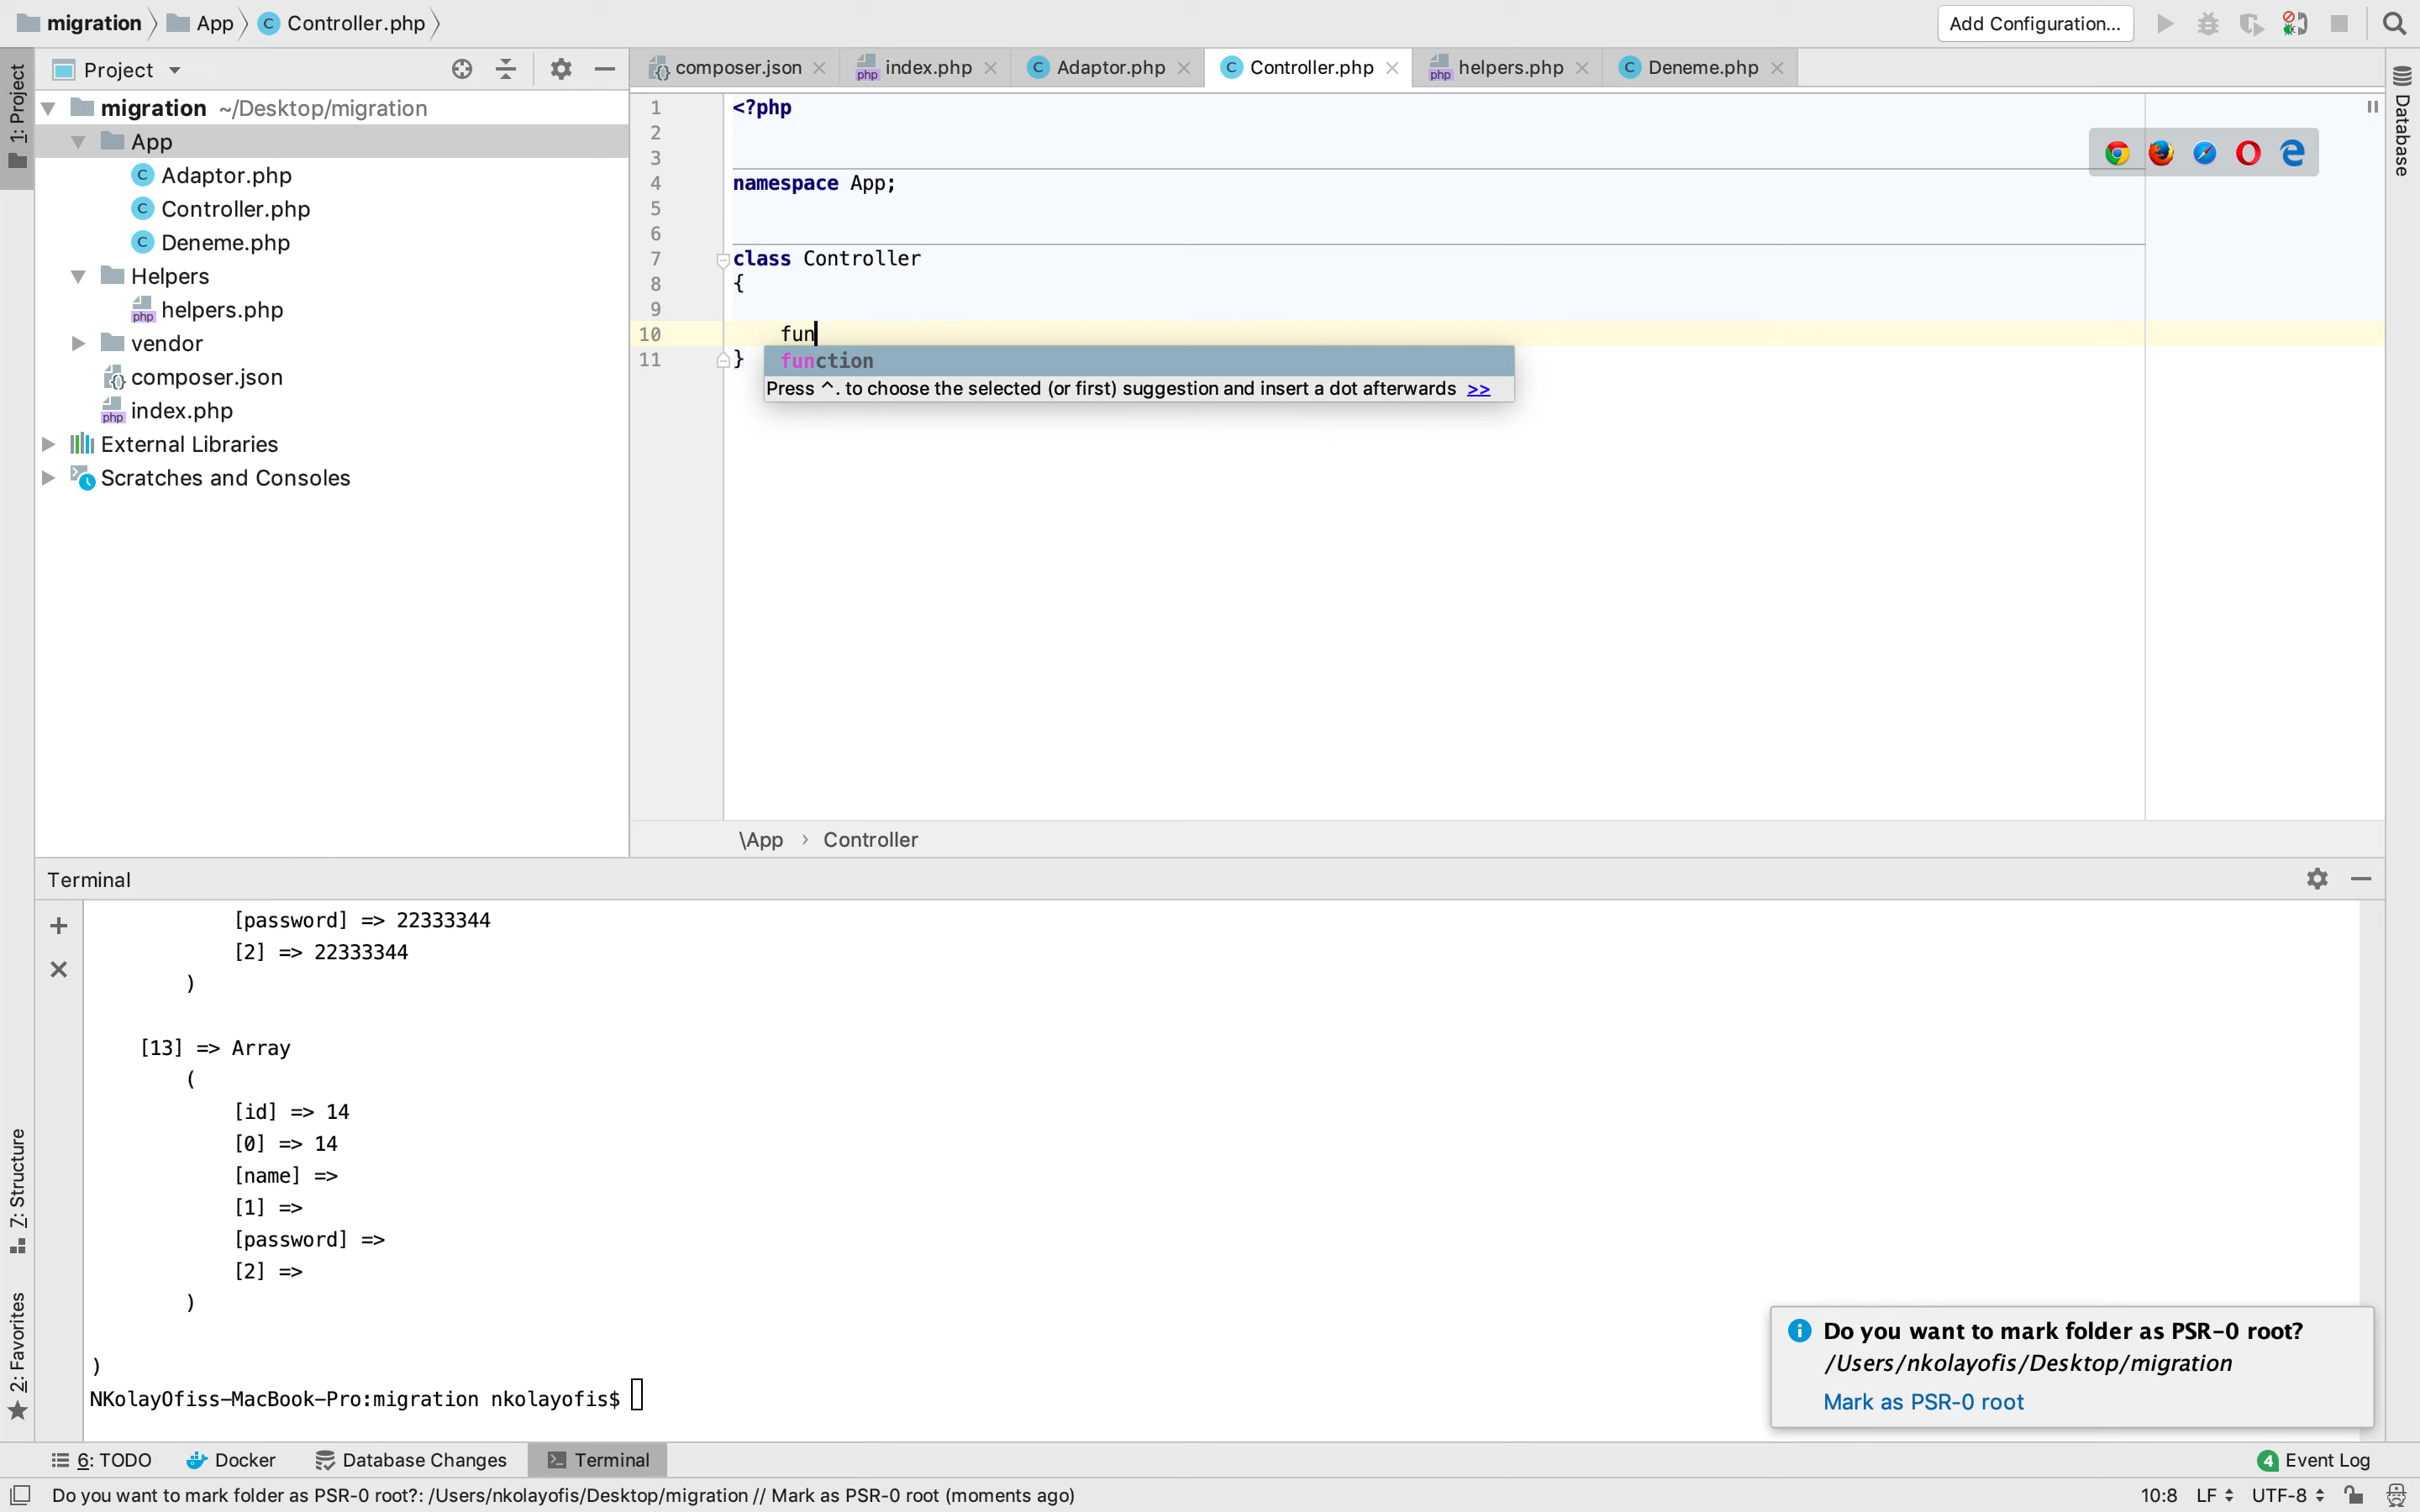 migration
App
Controller.php
Add Configuration...
1: Project
Project
composer.json
index.php
Adaptor.php
Controller.php
helpers.php
Deneme.php
Database
migration ~/Desktop/migration
App
Adaptor.php
Controller.php
Deneme.php
Helpers
helpers.php
vendor
composer.json
index.php
External Libraries
Scratches and Consoles
1 <?php
2
3
4 namespace App;
5
6
7 class Controller
8 {
9
10 fun
11 }
function
Press ^. to choose the selected (or first) suggestion and insert a dot afterwards >>
\App › Controller
Terminal
[password] => 22333344
[2] => 22333344
)
[13] => Array
(
[id] => 14
[0] => 14
[name] =>
[1] =>
[password] =>
[2] =>
)
)
NKolayOfiss-MacBook-Pro:migration nkolayofis$
7: Structure
2: Favorites
Do you want to mark folder as PSR-0 root?
/Users/nkolayofis/Desktop/migration
Mark as PSR-0 root
6: TODO
Docker
Database Changes
Terminal
4 Event Log
Do you want to mark folder as PSR-0 root?: /Users/nkolayofis/Desktop/migration // Mark as PSR-0 root (moments ago)
10:8 LF UTF-8